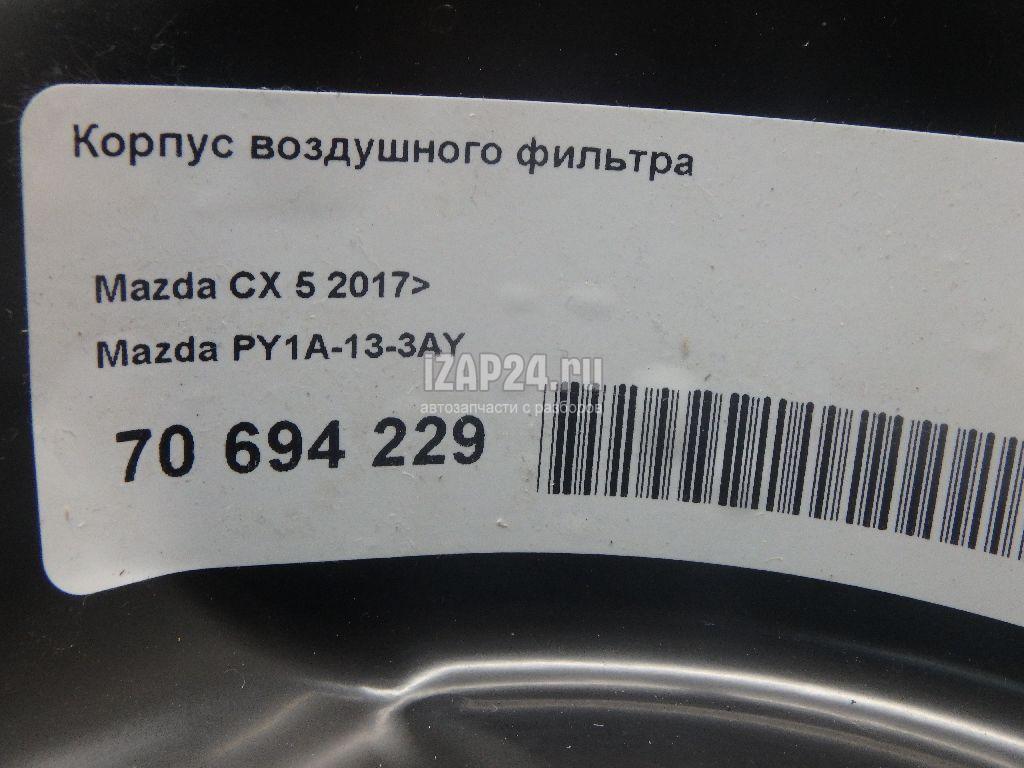 Корпус воздушного фильтра
Mazda CX 5 2017>
Mazda PY1A-13-3AY
iZAP24.ru
автозапчасти с разборов
70 694 229